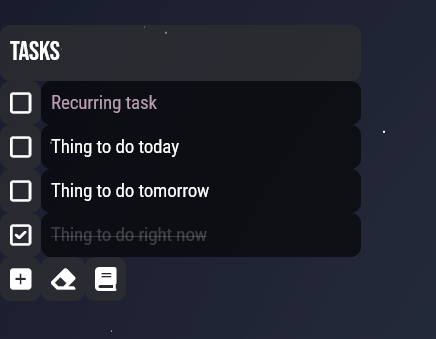 TASKS
Recurring task
Thing to do today
Thing to do tomorrow
Thing to do right now